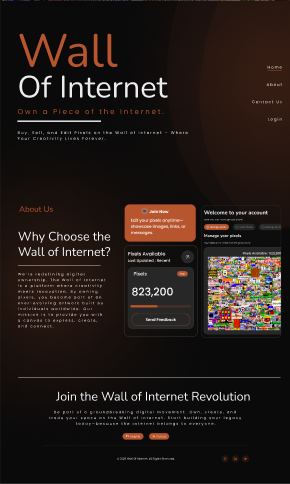 Wall
Of Internet
Own a Piece of the Internet.
Buy, Sell, and Edit Pixels on the Wall of Internet – Where
Your Creativity Lives Forever.
Home
About
Contact Us
Login
About Us
Why Choose the
Wall of Internet?
We're redefining digital
ownership. The Wall of Internet
is a platform where creativity
meets innovation. By owning
pixels, you become part of an
ever-evolving artwork built by
individuals worldwide. Our
mission is to provide you with
a canvas to express, create,
and connect.
Join Now
Sell your pixels anytime—
showcase images, links, or
messages.
Pixels Available
Last Updated : Recent
Pixels
823,200
Send Feedback
Welcome to your account
Manage your pixels
Pixels Available: 823,200
Join the Wall of Internet Revolution
Be part of a groundbreaking digital movement. Own, create, and
trade your space on the Wall of Internet. Start building your legacy
today—because the internet belongs to everyone.
© 2025 Wall of Internet. All Rights Reserved.